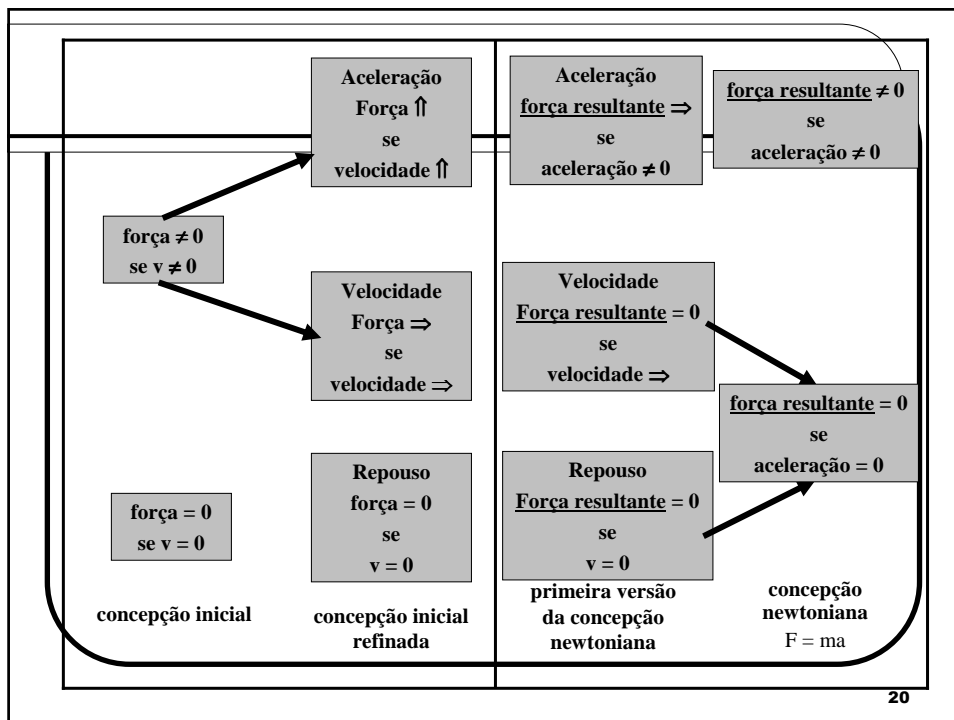 Aceleração
Força ⇑
se
velocidade ⇑
Aceleração
força resultante ⇒
se
aceleração ≠ 0
força resultante ≠ 0
se
aceleração ≠ 0
força ≠ 0
se v ≠ 0
Velocidade
Força ⇒
se
velocidade ⇒
Velocidade
Força resultante = 0
se
velocidade ⇒
força resultante = 0
se
aceleração = 0
força = 0
se v = 0
Repouso
força = 0
se
v = 0
Repouso
Força resultante = 0
se
v = 0
concepção inicial
concepção inicial
refinada
primeira versão
da concepção
newtoniana
concepção
newtoniana
F = ma
20